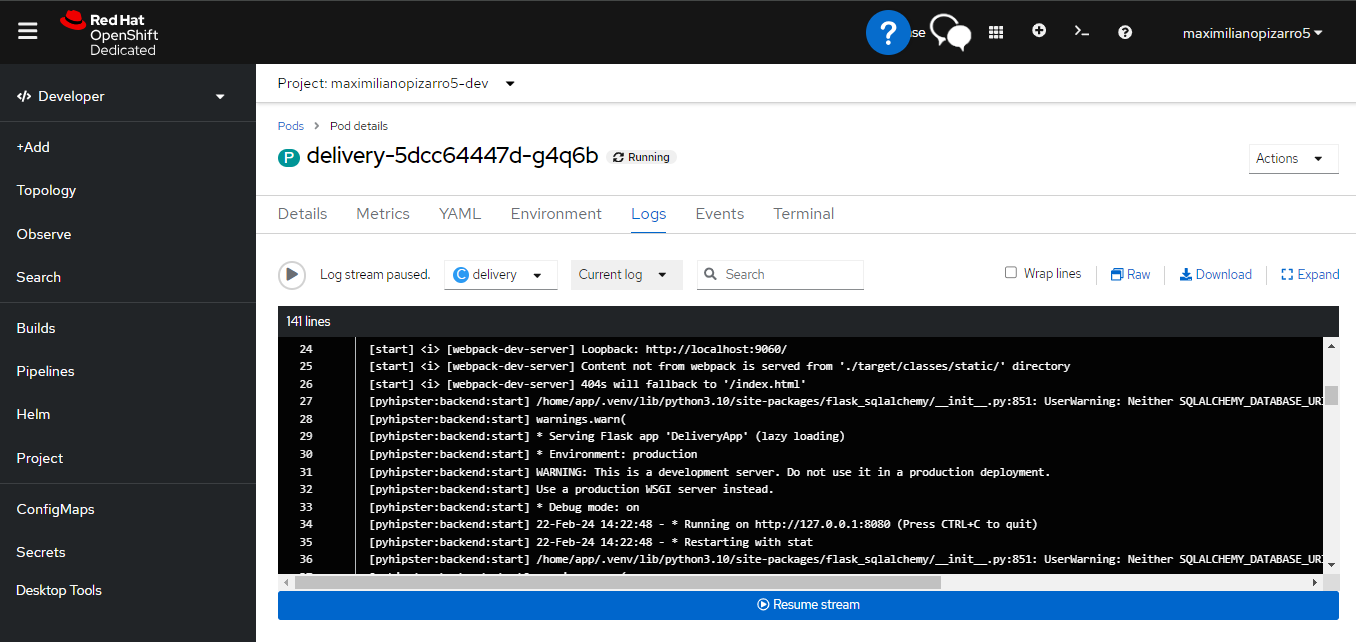 Red Hat
OpenShift
Dedicated
?
se
?
maximilianopizarro5
Developer
+Add
Topology
Observe
Search
Builds
Pipelines
Helm
Project
ConfigMaps
Secrets
Desktop Tools
Project: maximilianopizarro5-dev
Pods > Pod details
P delivery-5dcc64447d-g4q6b Running
Actions
Details Metrics YAML Environment Logs Events Terminal
Log stream paused. C delivery Current log Search Wrap lines Raw Download Expand
141 lines
24 [start] <i> [webpack-dev-server] Loopback: http://localhost:9060/
25 [start] <i> [webpack-dev-server] Content not from webpack is served from './target/classes/static/' directory
26 [start] <i> [webpack-dev-server] 404s will fallback to '/index.html'
27 [pyhipster:backend:start] /home/app/.venv/lib/python3.10/site-packages/flask_sqlalchemy/__init__.py:851: UserWarning: Neither SQLALCHEMY_DATABASE_URI
28 [pyhipster:backend:start] warnings.warn(
29 [pyhipster:backend:start] * Serving Flask app 'DeliveryApp' (lazy loading)
30 [pyhipster:backend:start] * Environment: production
31 [pyhipster:backend:start] WARNING: This is a development server. Do not use it in a production deployment.
32 [pyhipster:backend:start] Use a production WSGI server instead.
33 [pyhipster:backend:start] * Debug mode: on
34 [pyhipster:backend:start] 22-Feb-24 14:22:48 - * Running on http://127.0.0.1:8080 (Press CTRL+C to quit)
35 [pyhipster:backend:start] 22-Feb-24 14:22:48 - * Restarting with stat
36 [pyhipster:backend:start] /home/app/.venv/lib/python3.10/site-packages/flask_sqlalchemy/__init__.py:851: UserWarning: Neither SQLALCHEMY_DATABASE_URI
Resume stream